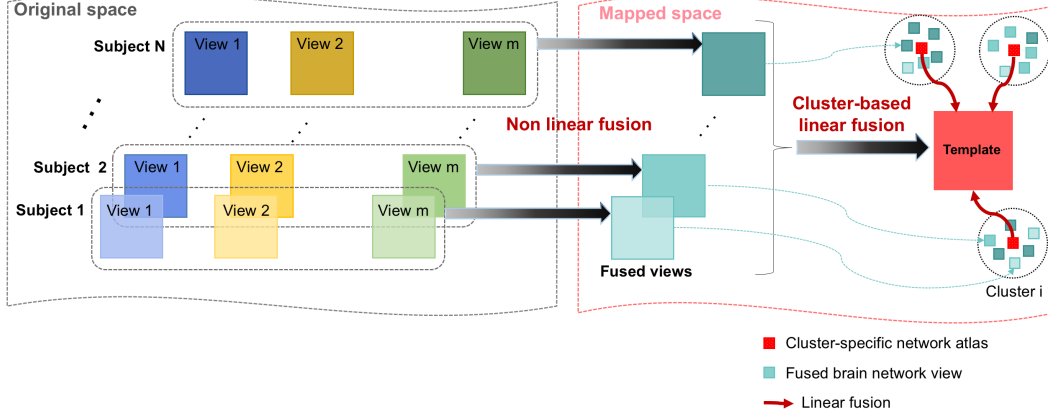 Original space
Mapped space
Subject N
View 1
View 2
View m
Non linear fusion
Cluster-based
linear fusion
Template
Subject 2
View 1
View 2
View m
Subject 1
View 1
View 2
View m
Fused views
Cluster i
Cluster-specific network atlas
Fused brain network view
Linear fusion